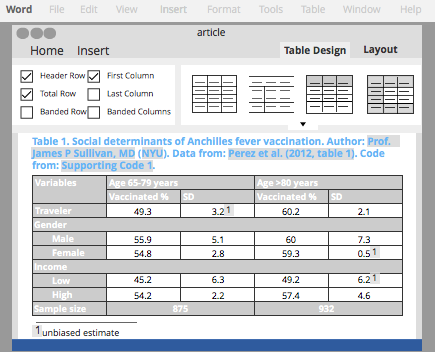 Word File Edit View Insert Format Tools Table Window Help
article
Home Insert Table Design Layout
Header Row First Column
Total Row Last Column
Banded Row Banded Columns
Table 1. Social determinants of Anchilles fever vaccination. Author: Prof.
James P Sullivan, MD (NYU). Data from: Perez et al. (2012, table 1). Code
from: Supporting Code 1.
Variables Age 65-79 years Age >80 years
Vaccinated % SD Vaccinated % SD
Traveler 49.3 3.2 1 60.2 2.1
Gender
Male 55.9 5.1 60 7.3
Female 54.8 2.8 59.3 0.5 1
Income
Low 45.2 6.3 49.2 6.2 1
High 54.2 2.2 57.4 4.6
Sample size 875 932
1 unbiased estimate